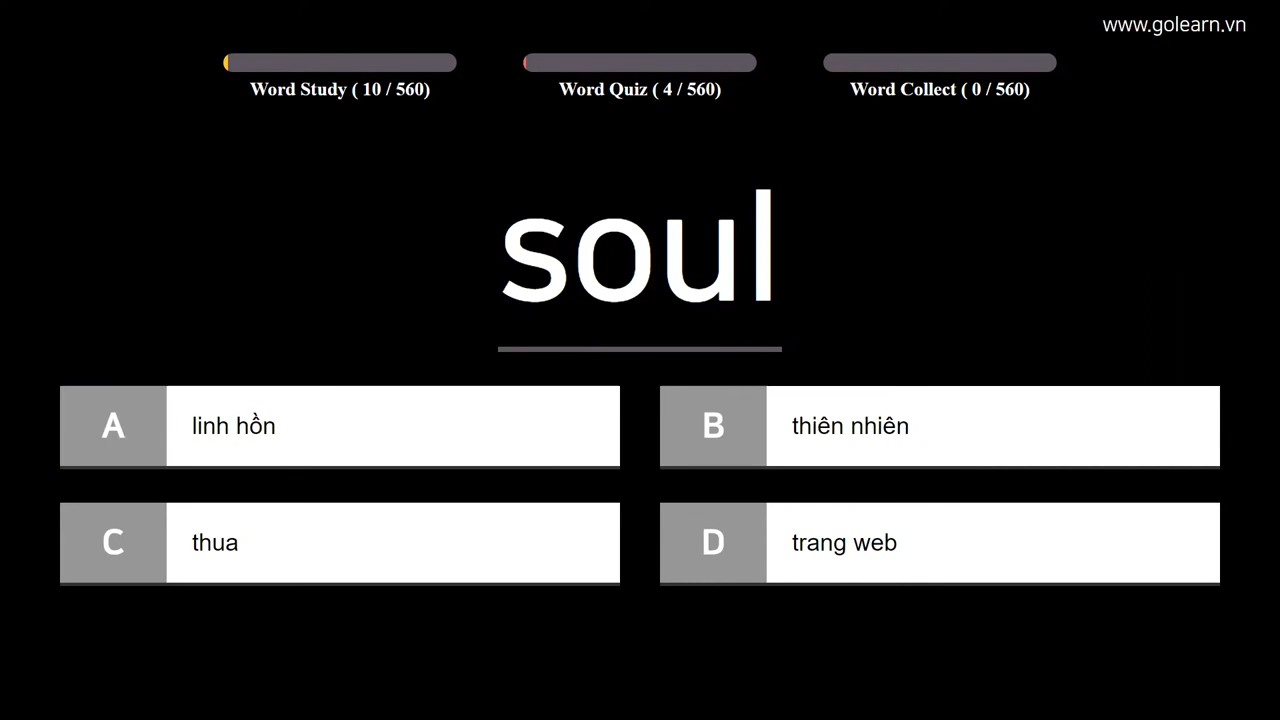 www.golearn.vn
Word Study ( 10 / 560)
Word Quiz ( 4 / 560)
Word Collect ( 0 / 560)
soul
A linh hồn
B thiên nhiên
C thua
D trang web